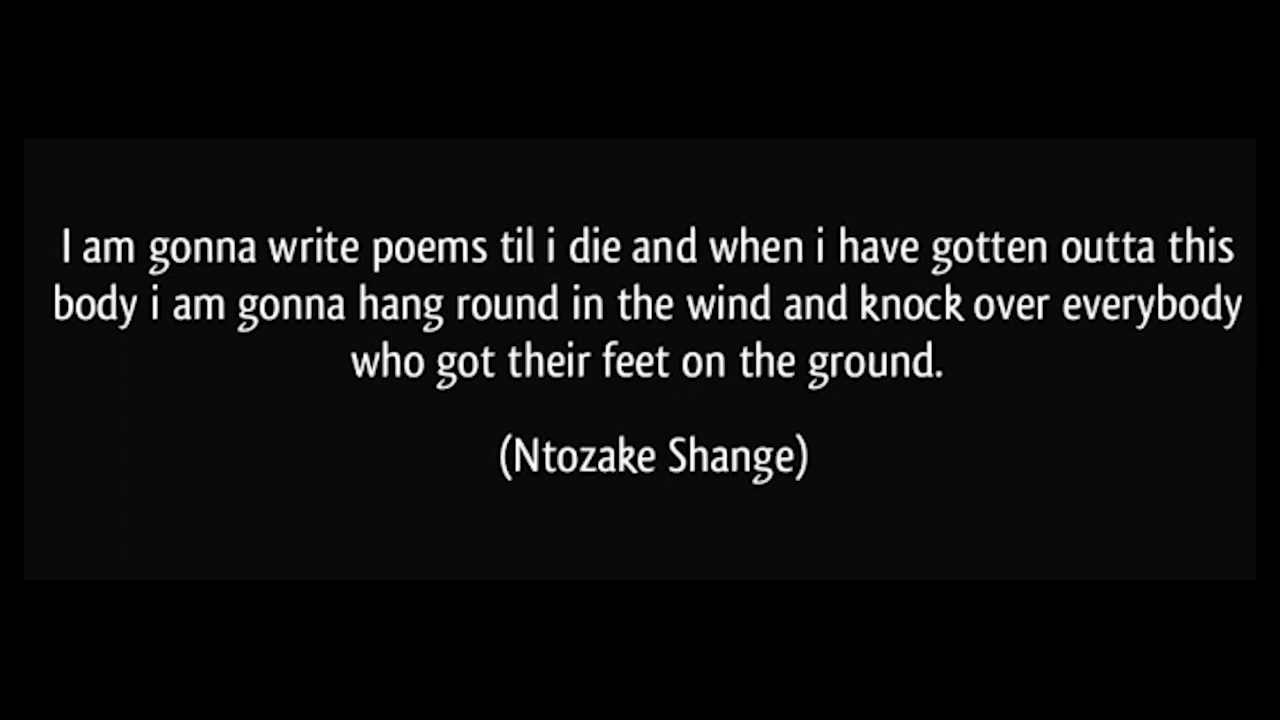 I am gonna write poems til i die and when i have gotten outta this
body i am gonna hang round in the wind and knock over everybody
who got their feet on the ground.
(Ntozake Shange)